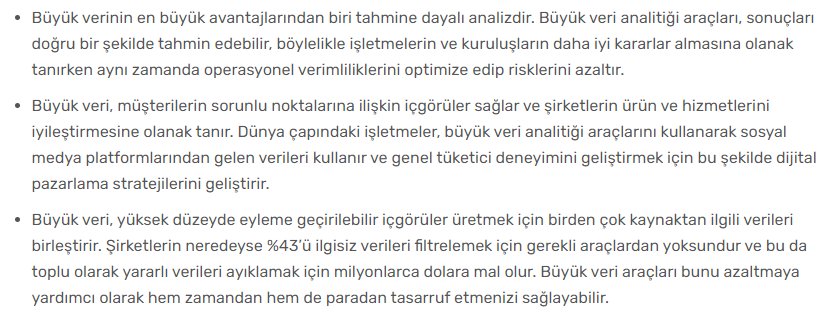 • Büyük verinin en büyük avantajlarından biri tahmine dayalı analizdir. Büyük veri analitiği araçları, sonuçları
doğru bir şekilde tahmin edebilir, böylelikle işletmelerin ve kuruluşların daha iyi kararlar almasına olanak
tanırken aynı zamanda operasyonel verimliliklerini optimize edip risklerini azaltır.
• Büyük veri, müşterilerin sorunlu noktalarına ilişkin içgörüler sağlar ve şirketlerin ürün ve hizmetlerini
iyileştirmesine olanak tanır. Dünya çapındaki işletmeler, büyük veri analitiği araçlarını kullanarak sosyal
medya platformlarından gelen verileri kullanır ve genel tüketici deneyimini geliştirmek için bu şekilde dijital
pazarlama stratejilerini geliştirir.
• Büyük veri, yüksek düzeyde eyleme geçirilebilir içgörüler üretmek için birden çok kaynaktan ilgili verileri
birleştirir. Şirketlerin neredeyse %43’ü ilgisiz verileri filtrelemek için gerekli araçlardan yoksundur ve bu da
toplu olarak yararlı verileri ayıklamak için milyonlarca dolara mal olur. Büyük veri araçları bunu azaltmaya
yardımcı olarak hem zamandan hem de paradan tasarruf etmenizi sağlayabilir.